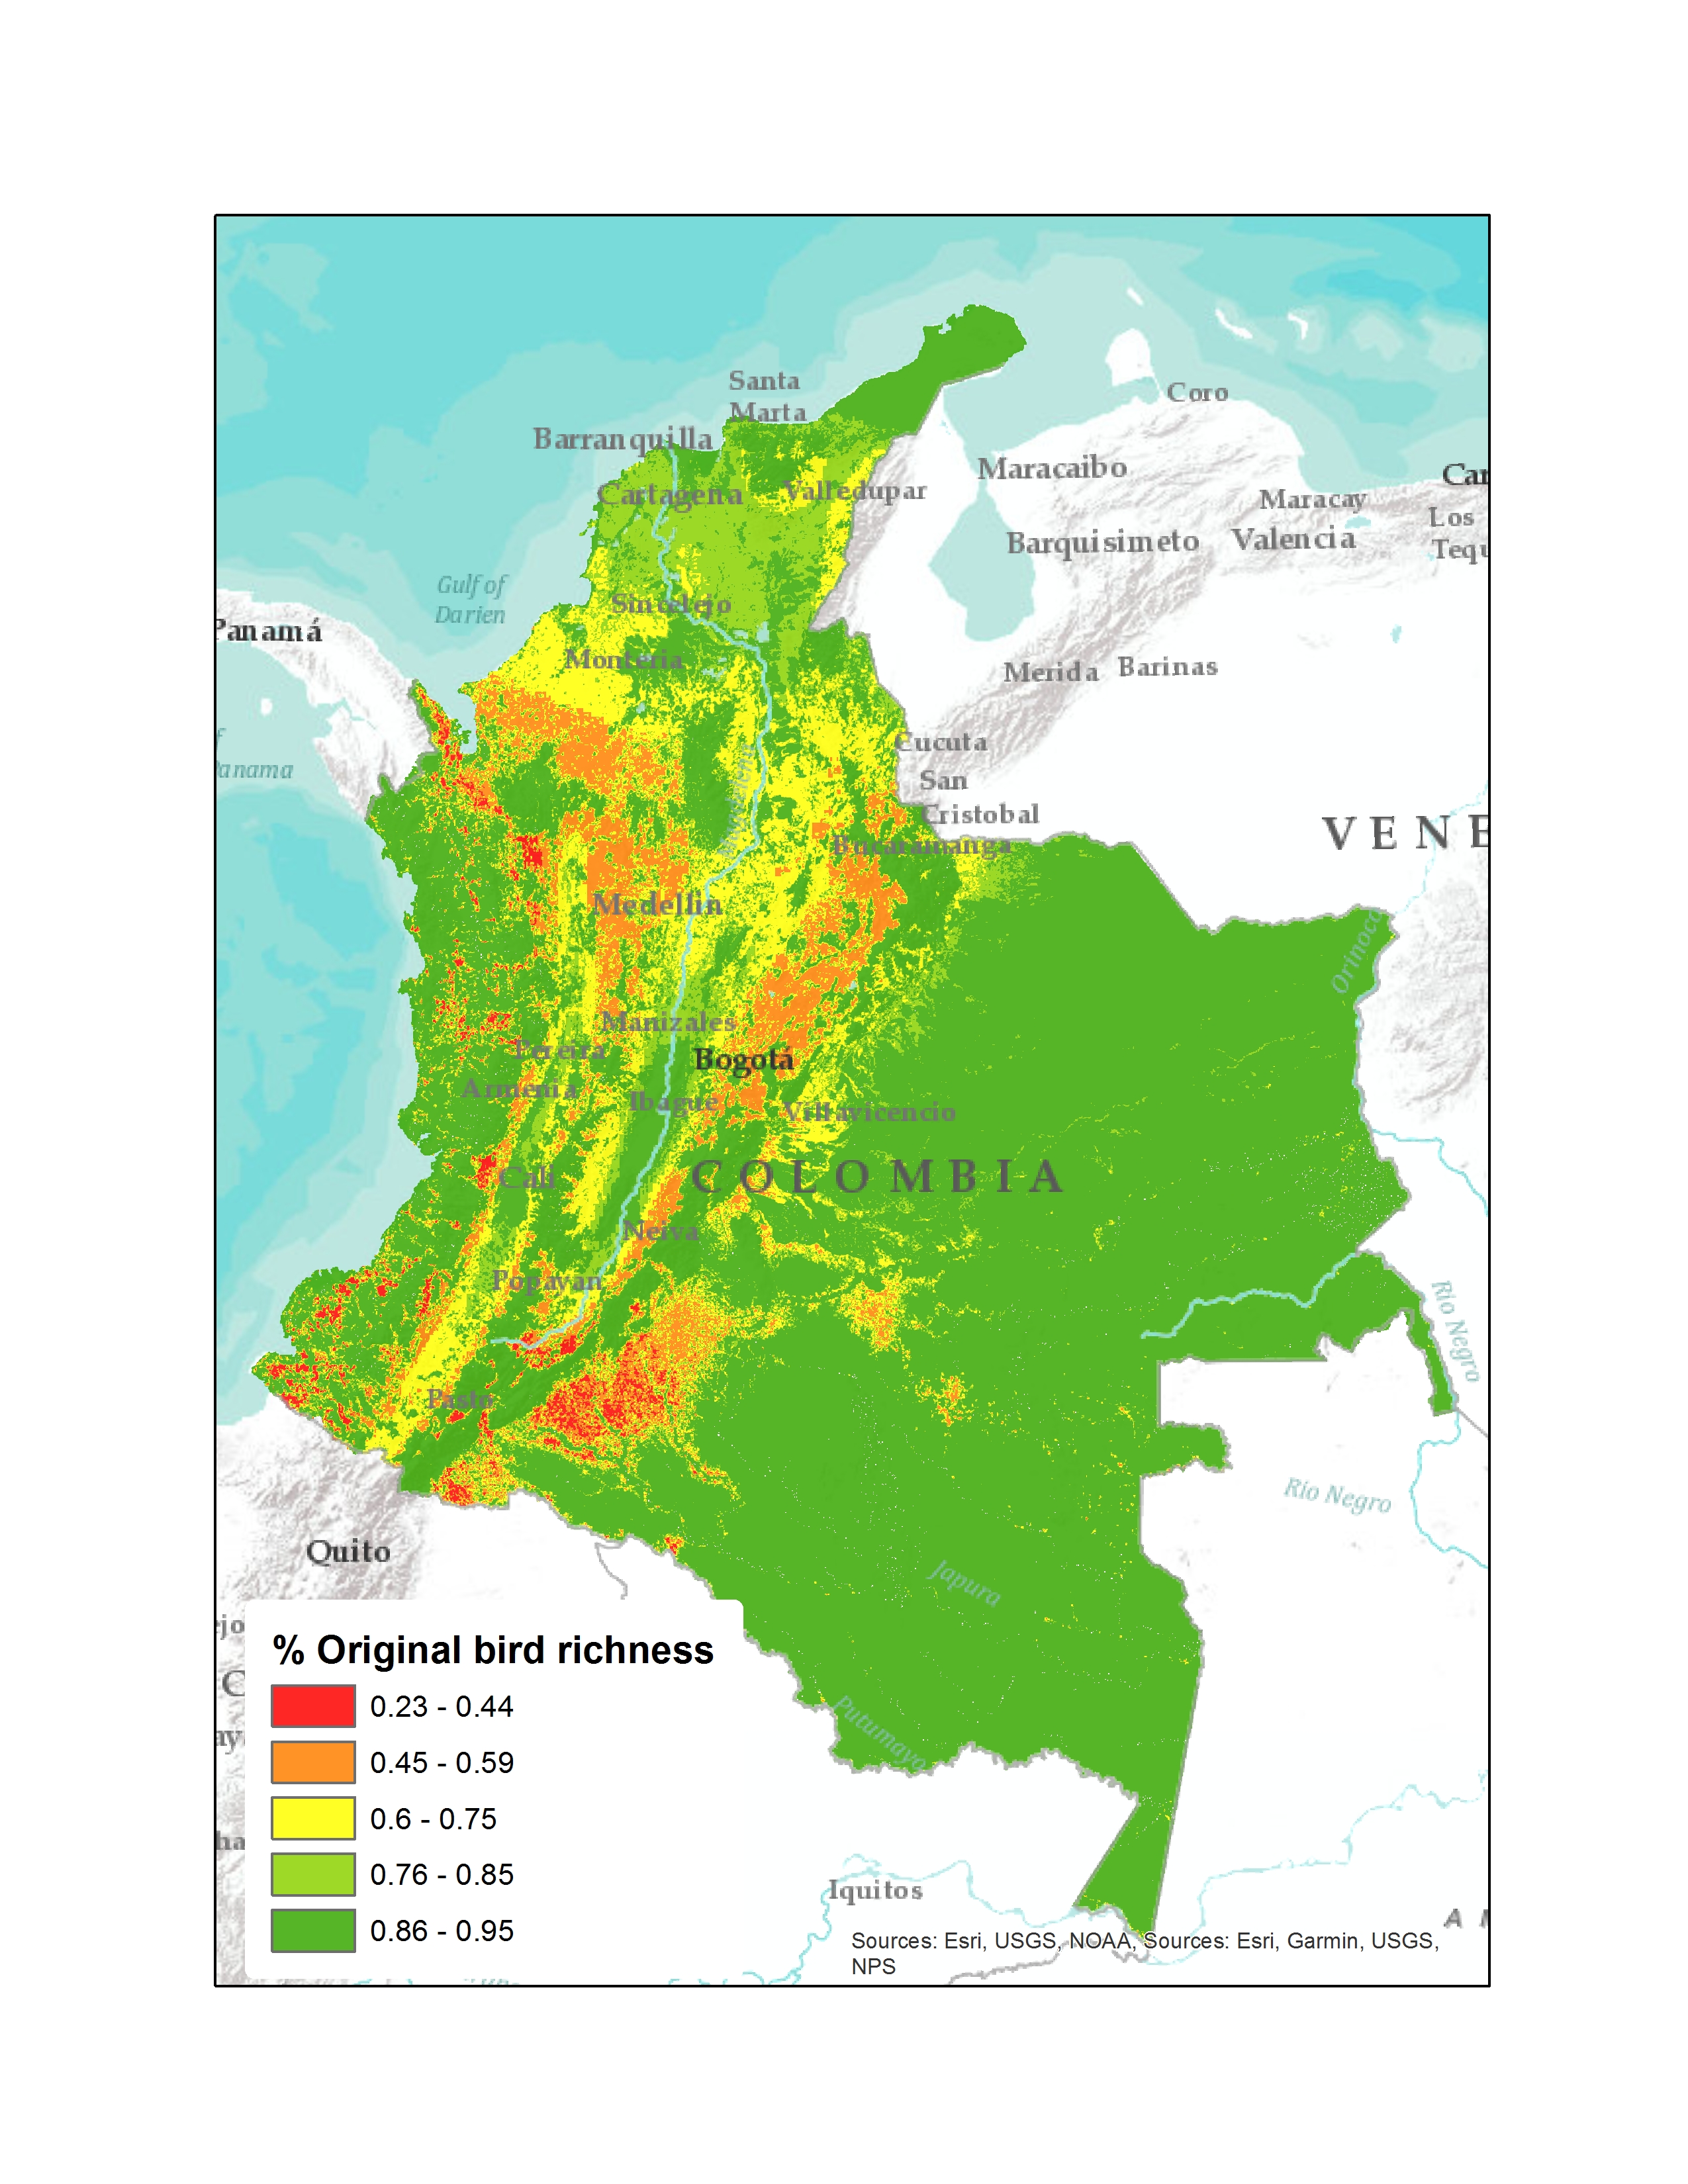 Santa
Marta
Coro
Barranquilla
Maracaibo
Car
Cartagena
Valledupar
Maracay
Los
Tequ
Barquisimeto
Valencia
Gulf of
Darien
Sincelejo
Panamá
Monteria
Merida
Barinas
Cucuta
f
anama
San
Cristobal
VENE
Bucaramanga
Medellin
Orinoco
Manizales
Pereira
Bogotá
Armenia
Ibague
Villavicencio
Cali
COLOMBIA
Neiva
Popayan
Rio Negro
Pasto
Rio Negro
Quito
Japura
ejo
C
ay
ha
Putumayo
% Original bird richness
0.23 - 0.44
0.45 - 0.59
0.6 - 0.75
0.76 - 0.85
0.86 - 0.95
Iquitos
A
Sources: Esri, USGS, NOAA, Sources: Esri, Garmin, USGS,
NPS